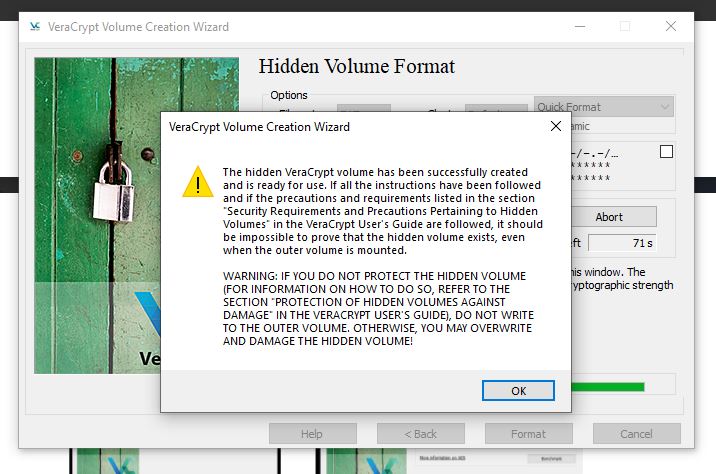 VeraCrypt Volume Creation Wizard
Hidden Volume Format
Options
Quick Format
VeraCrypt Volume Creation Wizard
The hidden VeraCrypt volume has been successfully created
and is ready for use. If all the instructions have been followed
and if the precautions and requirements listed in the section
"Security Requirements and Precautions Pertaining to Hidden
Volumes" in the VeraCrypt User's Guide are followed, it should
be impossible to prove that the hidden volume exists, even
when the outer volume is mounted.
WARNING: IF YOU DO NOT PROTECT THE HIDDEN VOLUME
(FOR INFORMATION ON HOW TO DO SO, REFER TO THE
SECTION "PROTECTION OF HIDDEN VOLUMES AGAINST
DAMAGE" IN THE VERACRYPT USER'S GUIDE), DO NOT WRITE
TO THE OUTER VOLUME. OTHERWISE, YOU MAY OVERWRITE
AND DAMAGE THE HIDDEN VOLUME!
OK
amic
-/-.-/...
******
******
Abort
eft 71 s
his window. The
yptographic strength
Ve
Help
< Back
Format
Cancel